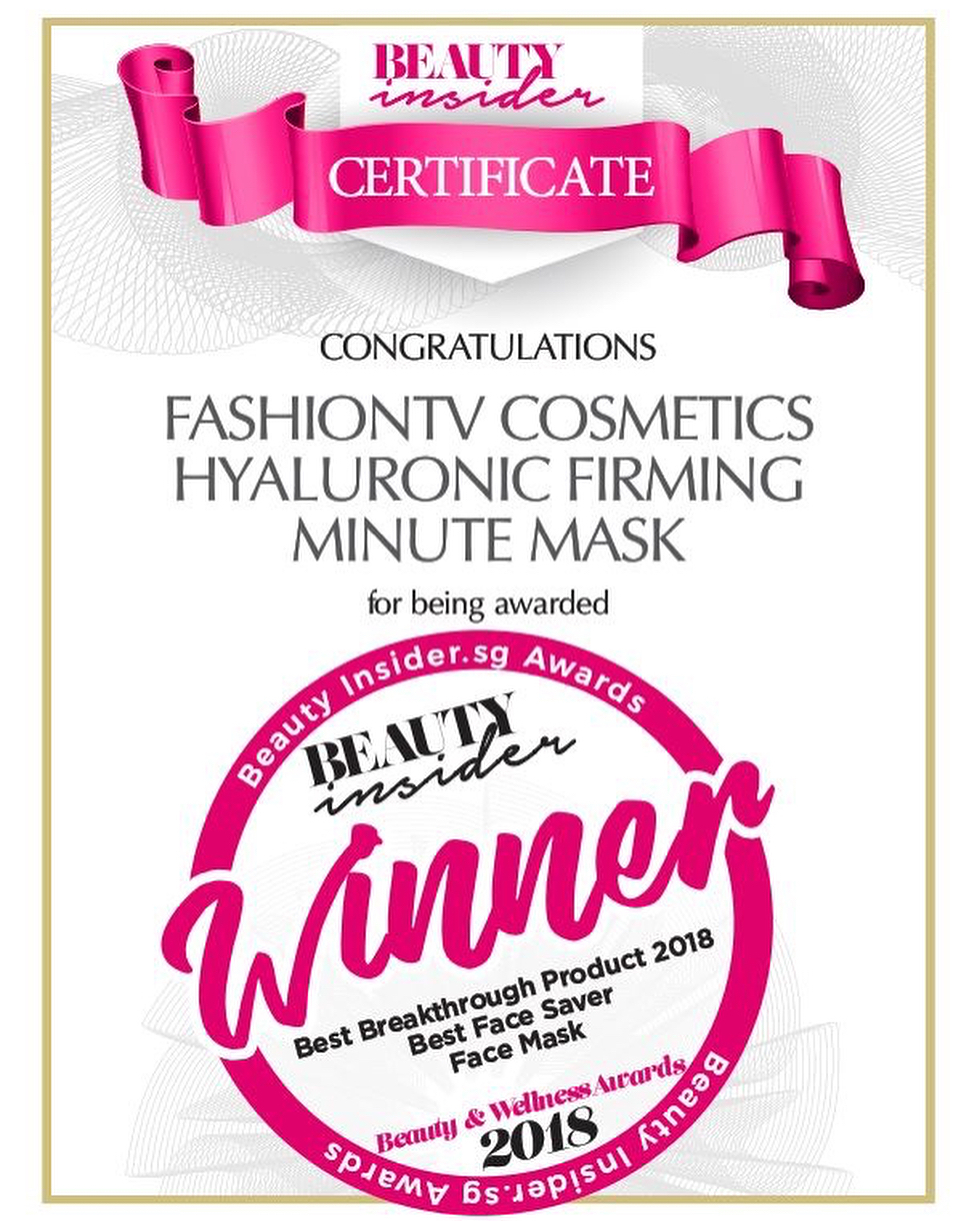 BEAUTY
insider
CERTIFICATE
CONGRATULATIONS
FASHIONTV COSMETICS
HYALURONIC FIRMING
MINUTE MASK
for being awarded
Beauty Insider.sg Awards
BEAUTY
insider
Winner
Best Breakthrough Product 2018
Best Face Saver
Face Mask
Beauty & Wellness Awards
2018
Beauty Insider.sg Awards